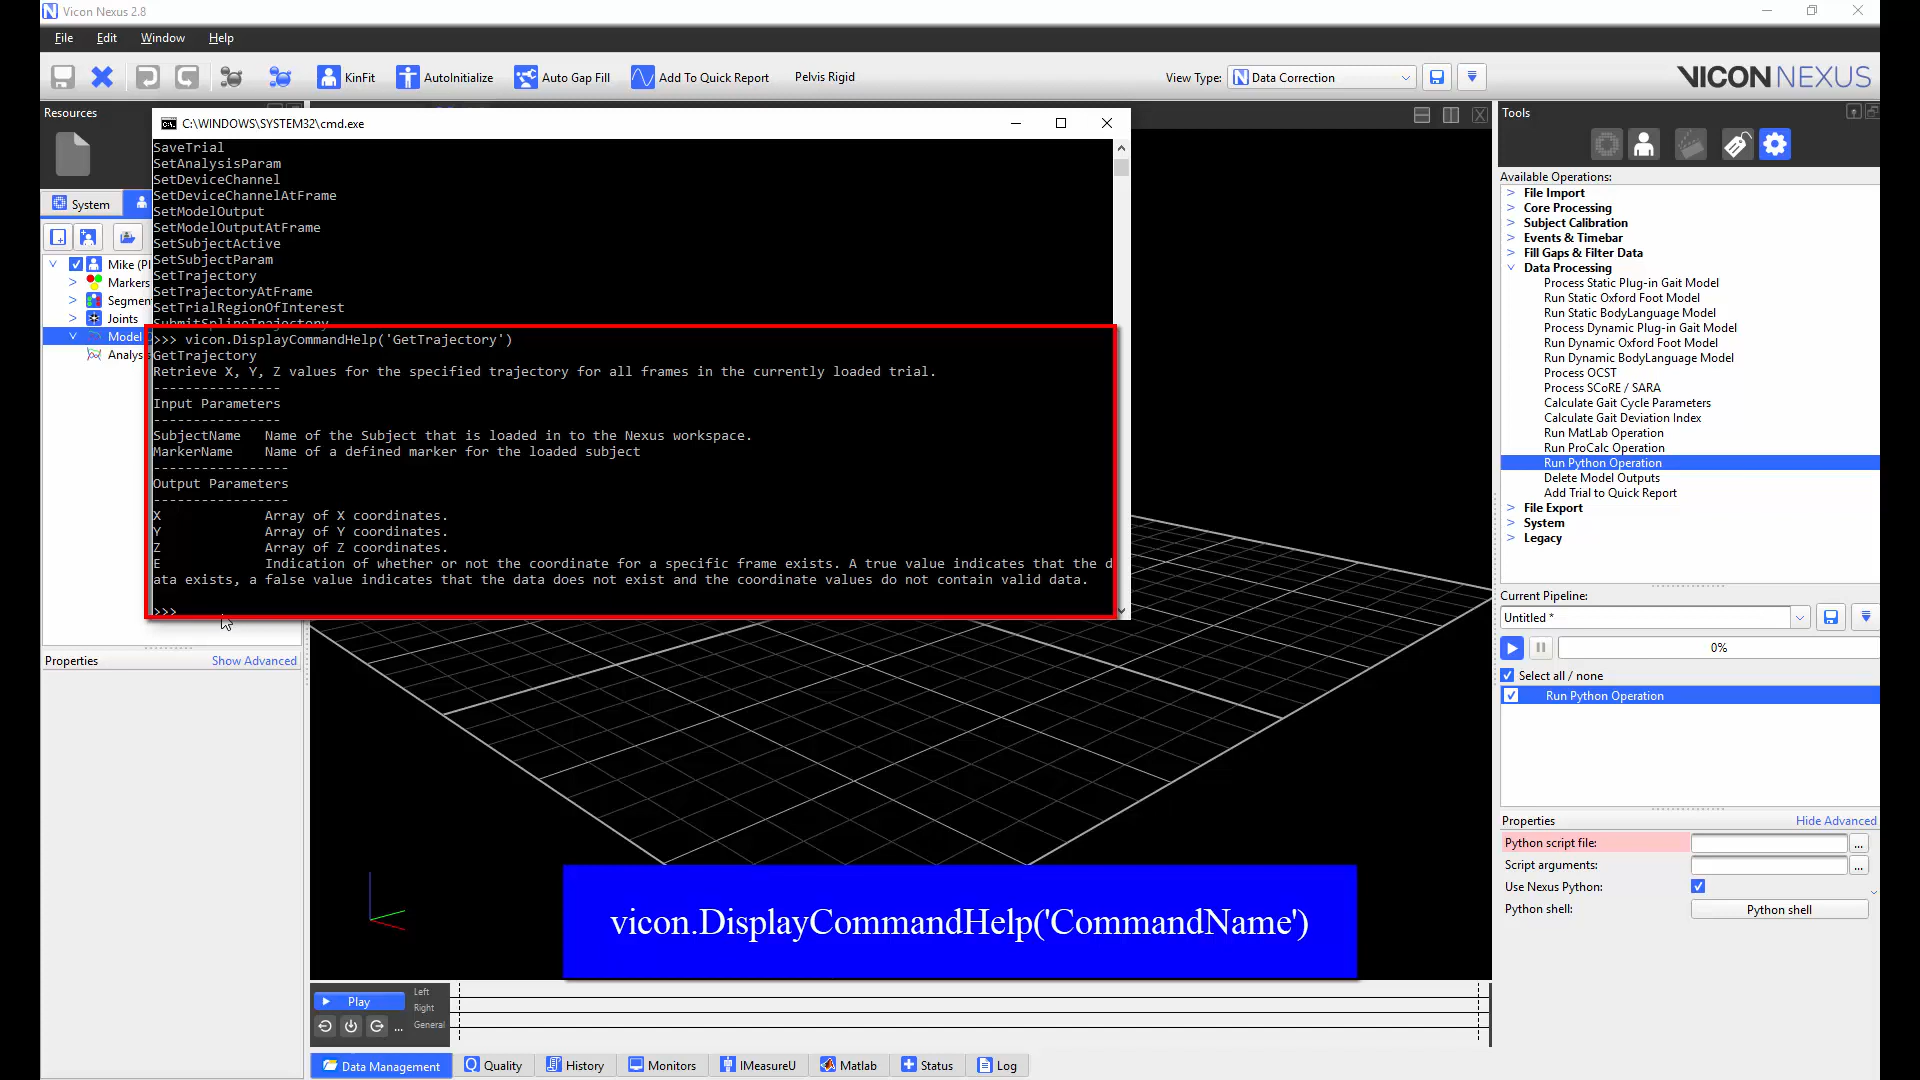 Vicon Nexus 2.8
File Edit Window Help
KinFit AutoInitialize Auto Gap Fill Add To Quick Report Pelvis Rigid View Type: Data Correction VICON NEXUS
Resources
C:\WINDOWS\SYSTEM32\cmd.exe
Tools
SaveTrial
SetAnalysisParam
SetDeviceChannel
SetDeviceChannelAtFrame
SetModelOutput
SetModelOutputAtFrame
SetSubjectActive
SetSubjectParam
SetTrajectory
SetTrajectoryAtFrame
SetTrialRegionOfInterest
SubmitSplineTrajectory
>>> vicon.DisplayCommandHelp('GetTrajectory')
GetTrajectory
Retrieve X, Y, Z values for the specified trajectory for all frames in the currently loaded trial.
----------------
Input Parameters
----------------
SubjectName Name of the Subject that is loaded in to the Nexus workspace.
MarkerName Name of a defined marker for the loaded subject
-----------------
Output Parameters
-----------------
X Array of X coordinates.
Y Array of Y coordinates.
Z Array of Z coordinates.
E Indication of whether or not the coordinate for a specific frame exists. A true value indicates that the d
ata exists, a false value indicates that the data does not exist and the coordinate values do not contain valid data.
>>>
System
Mike (Pl
Markers
Segmen
Joints
Model
Analysi
Properties Show Advanced
Available Operations:
> File Import
> Core Processing
> Subject Calibration
> Events & Timebar
> Fill Gaps & Filter Data
Data Processing
Process Static Plug-in Gait Model
Run Static Oxford Foot Model
Run Static BodyLanguage Model
Process Dynamic Plug-in Gait Model
Run Dynamic Oxford Foot Model
Run Dynamic BodyLanguage Model
Process OCST
Process SCoRE / SARA
Calculate Gait Cycle Parameters
Calculate Gait Deviation Index
Run MatLab Operation
Run ProCalc Operation
Run Python Operation
Delete Model Outputs
Add Trial to Quick Report
> File Export
> System
> Legacy
Current Pipeline:
Untitled *
0%
Select all / none
Run Python Operation
Properties Hide Advanced
Python script file: ...
Script arguments: ...
Use Nexus Python:
Python shell: Python shell
vicon.DisplayCommandHelp('CommandName')
Play
...
Left
Right
General
Data Management Quality History Monitors IMeasureU Matlab Status Log